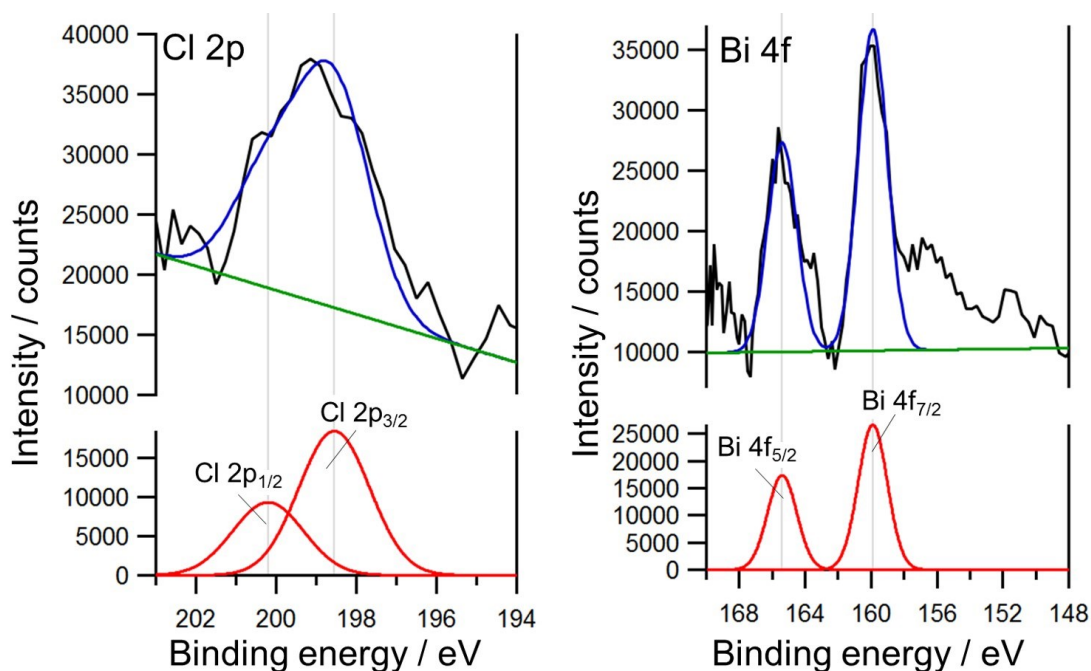 Cl 2p
Intensity / counts
40000
35000
30000
25000
20000
15000
10000
Cl 2p3/2
Cl 2p1/2
15000
10000
5000
0
202 200 198 196 194
Binding energy / eV
Bi 4f
Intensity / counts
35000
30000
25000
20000
15000
10000
Bi 4f7/2
Bi 4f5/2
25000
20000
15000
10000
5000
0
168 164 160 156 152 148
Binding energy / eV